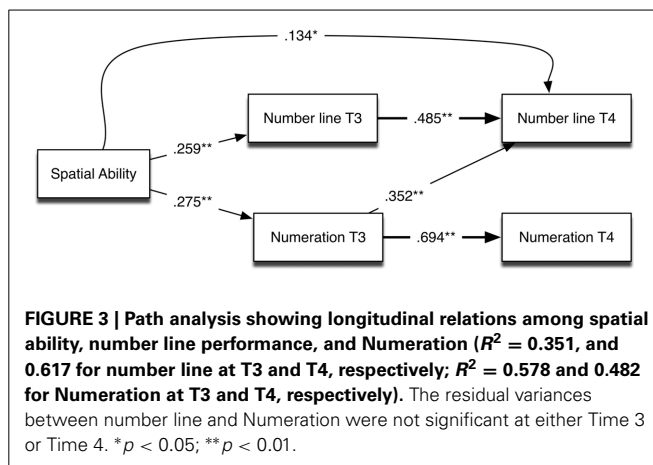 .134*
Number line T3
.485**
Number line T4
.259**
Spatial Ability
.352**
.275**
Numeration T3
.694**
Numeration T4
FIGURE 3 | Path analysis showing longitudinal relations among spatial
ability, number line performance, and Numeration (R² = 0.351, and
0.617 for number line at T3 and T4, respectively; R² = 0.578 and 0.482
for Numeration at T3 and T4, respectively). The residual variances
between number line and Numeration were not significant at either Time 3
or Time 4. *p < 0.05; **p < 0.01.